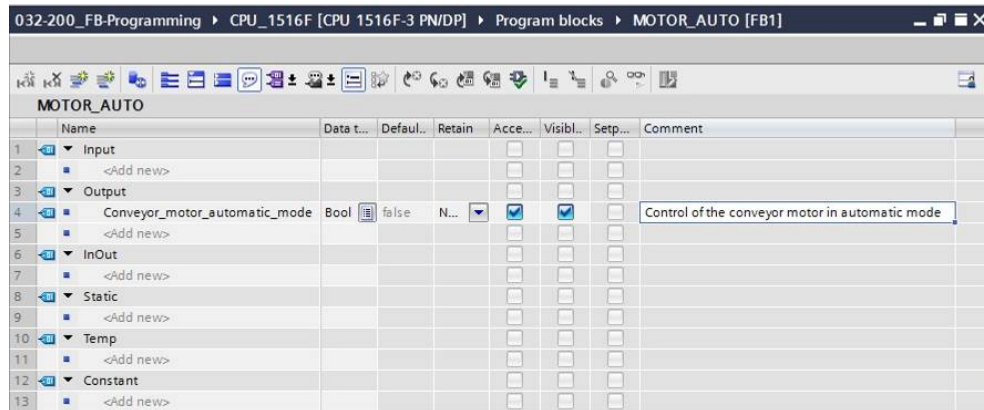 032-200_FB-Programming ▸ CPU_1516F [CPU 1516F-3 PN/DP] ▸ Program blocks ▸ MOTOR_AUTO [FB1]
MOTOR_AUTO
Name Data t... Defaul... Retain Acce... Visibl... Setp... Comment
1 Input
2 <Add new>
3 Output
4 Conveyor_motor_automatic_mode Bool false N... Control of the conveyor motor in automatic mode
5 <Add new>
6 InOut
7 <Add new>
8 Static
9 <Add new>
10 Temp
11 <Add new>
12 Constant
13 <Add new>